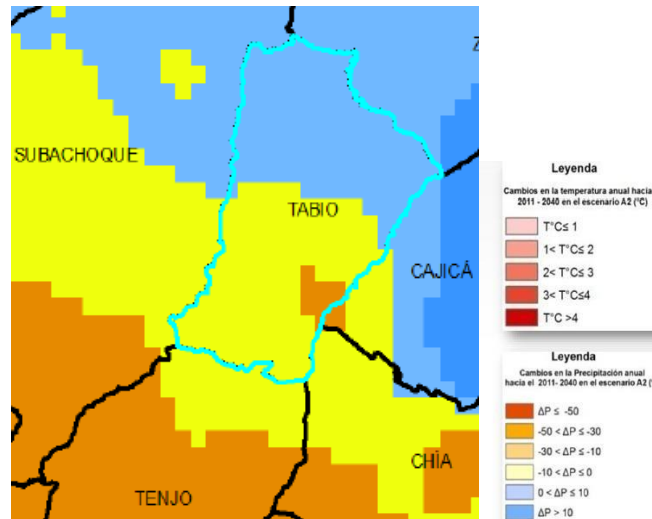 SUBACHOQUE
TABIO
CAJICÁ
CHÍA
TENJO
Leyenda
Cambios en la temperatura anual hacia
2011 - 2040 en el escenario A2 (°C)
T°C≤ 1
1< T°C≤ 2
2< T°C≤ 3
3< T°C≤4
T°C >4
Leyenda
Cambios en la Precipitación anual
hacia el 2011- 2040 en el escenario A2 (
ΔP ≤ -50
-50 < ΔP ≤ -30
-30 < ΔP ≤ -10
-10 < ΔP ≤ 0
0 < ΔP ≤ 10
ΔP > 10